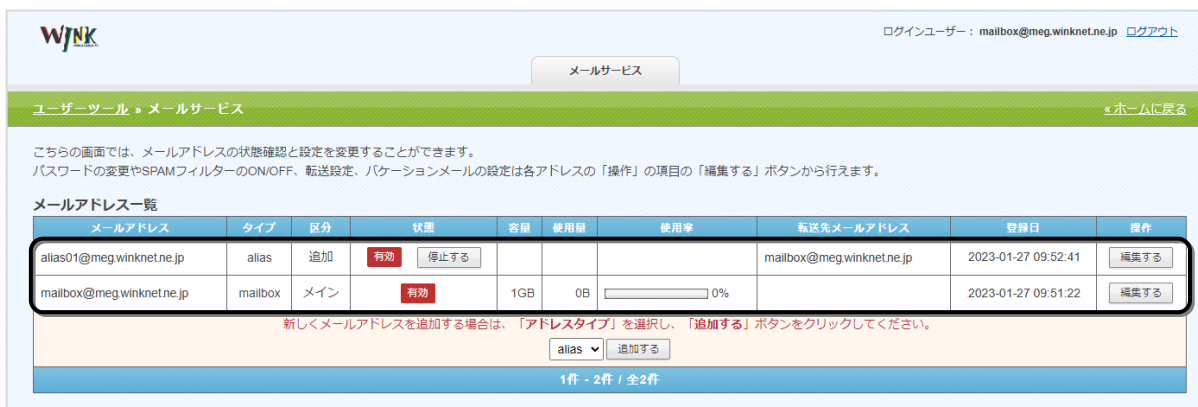 WINK
ログインユーザー： mailbox@meg.winknet.ne.jp ログアウト
メールサービス
ユーザーツール » メールサービス
« ホームに戻る
こちらの画面では、メールアドレスの状態確認と設定を変更することができます。
パスワードの変更やSPAMフィルターのON/OFF、転送設定、バケーションメールの設定は各アドレスの「操作」の項目の「編集する」ボタンから行えます。
メールアドレス一覧
メールアドレス タイプ 区分 状態 容量 使用量 使用率 転送先メールアドレス 登録日 操作
alias01@meg.winknet.ne.jp alias 追加 有効 停止する mailbox@meg.winknet.ne.jp 2023-01-27 09:52:41 編集する
mailbox@meg.winknet.ne.jp mailbox メイン 有効 1GB 0B 0% 2023-01-27 09:51:22 編集する
新しくメールアドレスを追加する場合は、「アドレスタイプ」を選択し、「追加する」ボタンをクリックしてください。
alias 追加する
1件 - 2件 / 全2件